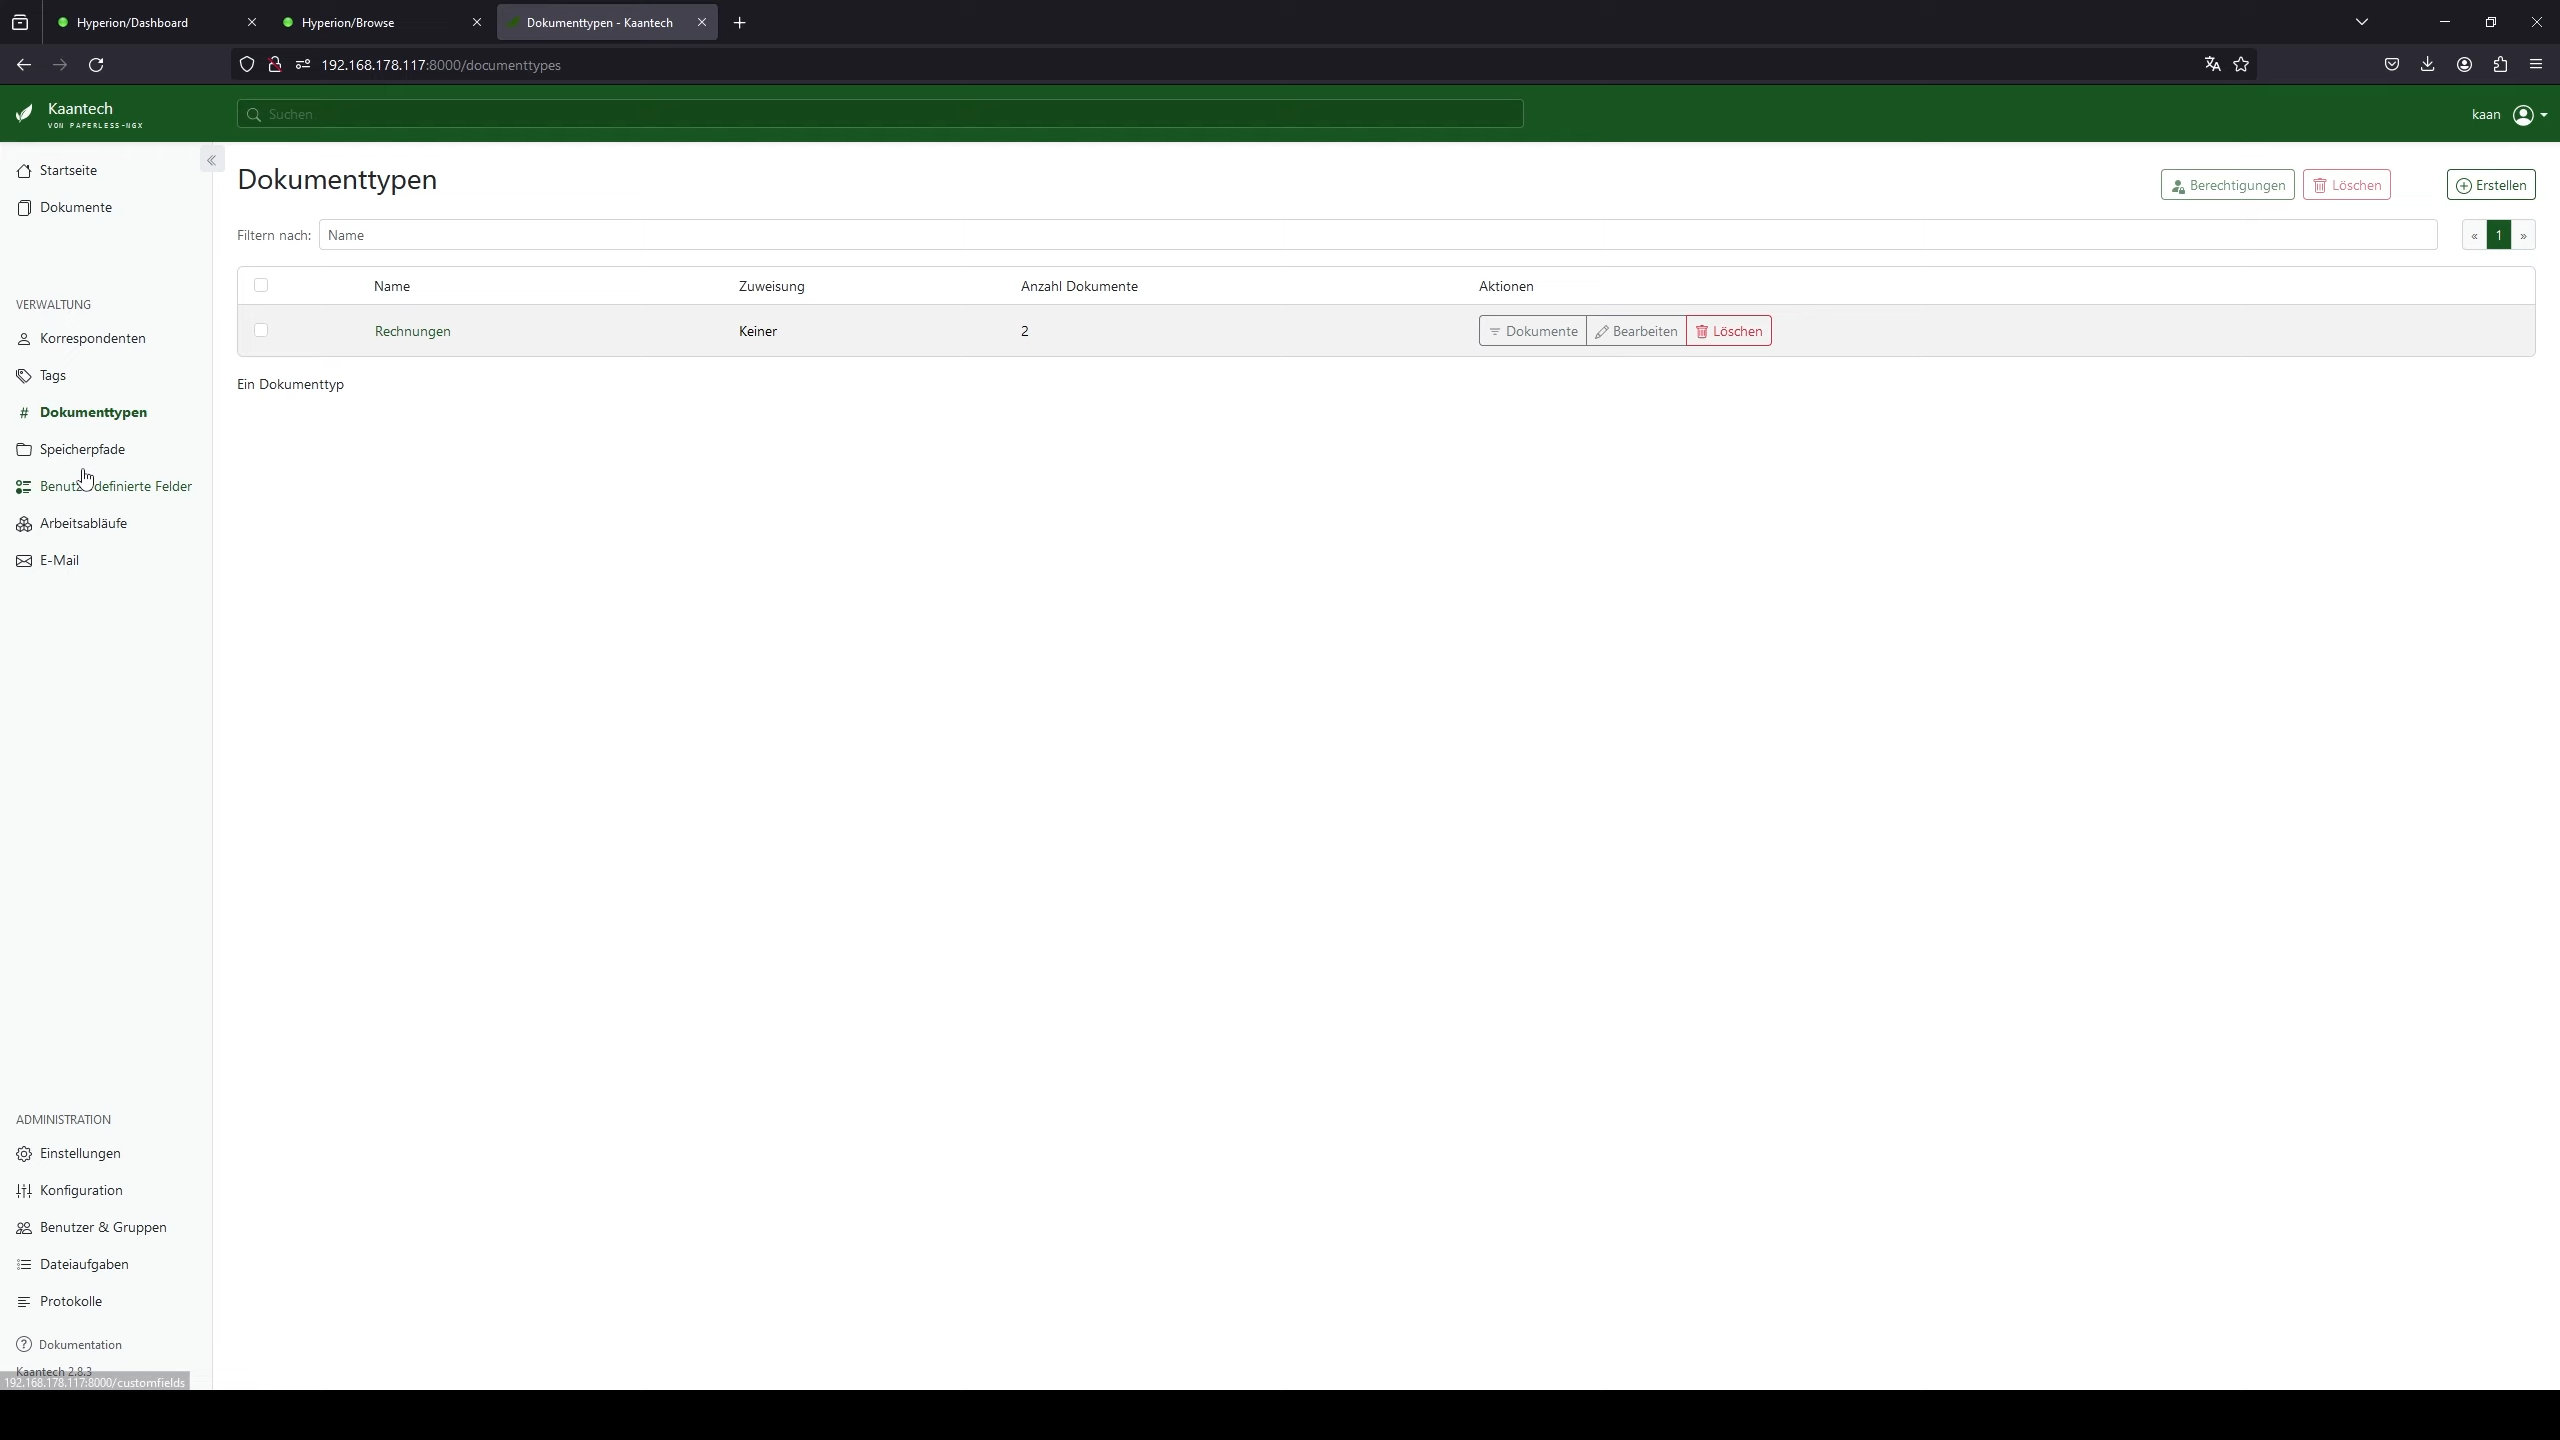 Hyperion/Dashboard
Hyperion/Browse
Dokumenttypen - Kaantech
192.168.178.117:8000/documenttypes
Kaantech
VON PAPERLESS-NGX
Suchen
kaan
Startseite
Dokumente
VERWALTUNG
Korrespondenten
Tags
# Dokumenttypen
Speicherpfade
definierte Felder
Arbeitsabläufe
E-Mail
ADMINISTRATION
Einstellungen
Konfiguration
Benutzer & Gruppen
Dateiaufgaben
Protokolle
Dokumentation
Kaantech 2.8.3
192.168.178.117:8000/customfields
Dokumenttypen
Berechtigungen
Löschen
Erstellen
Filtern nach: Name
« 1 »
Name Zuweisung Anzahl Dokumente Aktionen
Rechnungen Keiner 2 Dokumente Bearbeiten Löschen
Ein Dokumenttyp